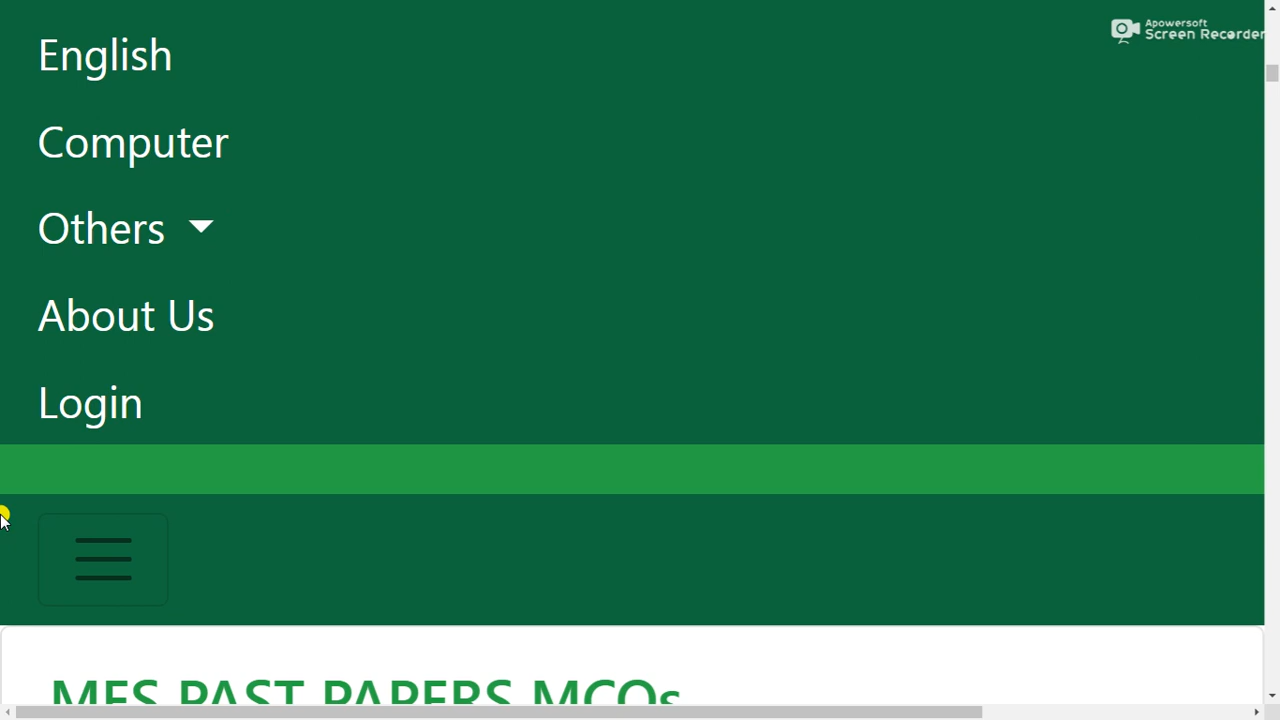 Apowersoft
Screen Recorder
English
Computer
Others
About Us
Login
MES PAST PAPERS MCQs